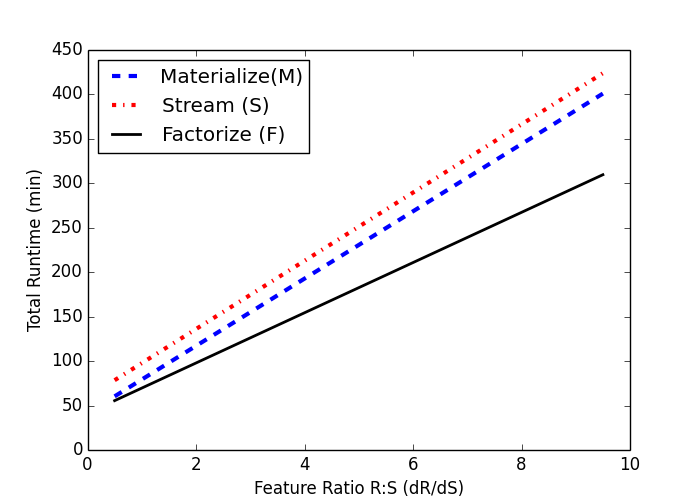 450
400
350
300
250
200
150
100
50
0
Total Runtime (min)
Materialize(M)
Stream (S)
Factorize (F)
0 2 4 6 8 10
Feature Ratio R:S (dR/dS)